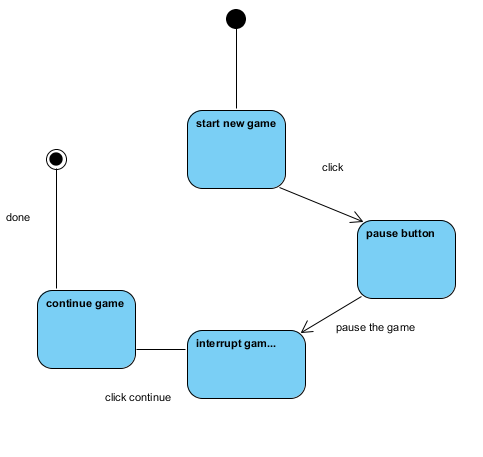 start new game
click
done
pause button
continue game
pause the game
interrupt gam...
click continue